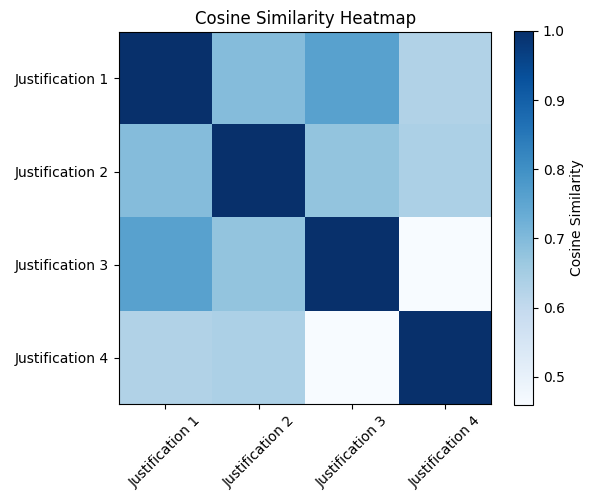 Cosine Similarity Heatmap
Justification 1
Justification 2
Justification 3
Justification 4
Justification 1
Justification 2
Justification 3
Justification 4
1.0
0.9
0.8
0.7
0.6
0.5
Cosine Similarity